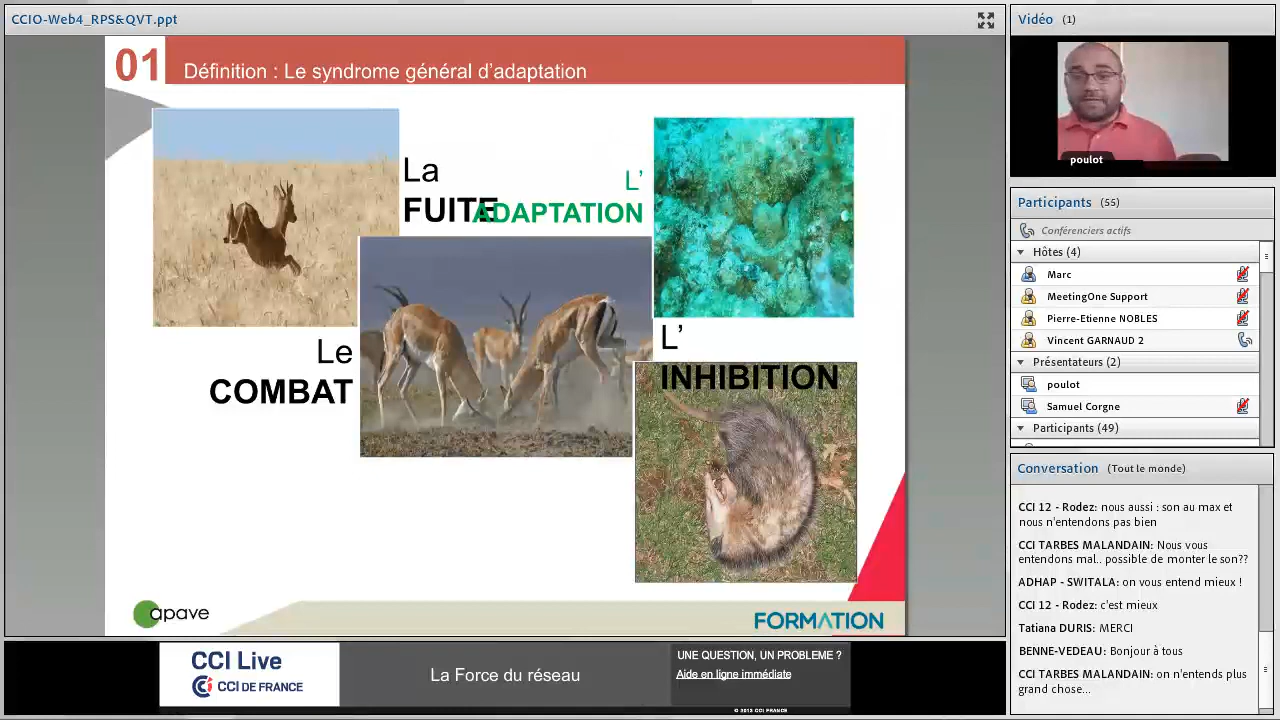 CCIO-Web4_RPS&QVT.ppt
01
Définition : Le syndrome général d’adaptation
La
FUITE
L’
ADAPTATION
Le
COMBAT
L’
INHIBITION
apave
FORMATION
CCI Live
CCI DE FRANCE
La Force du réseau
UNE QUESTION, UN PROBLEME ?
Aide en ligne immédiate
© 2013 CCI FRANCE
Vidéo (1)
poulot
Participants (55)
Conférenciers actifs
Hôtes (4)
Marc
MeetingOne Support
Pierre-Etienne NOBLES
Vincent GARNAUD 2
Présentateurs (2)
poulot
Samuel Corgne
Participants (49)
Conversation (Tout le monde)
CCI 12 - Rodez: nous aussi : son au max et
nous n'entendons pas bien
CCI TARBES MALANDAIN: Nous vous
entendons mal.. possible de monter le son??
ADHAP - SWITALA: on vous entend mieux !
CCI 12 - Rodez: c'est mieux
Tatiana DURIS: MERCI
BENNE-VEDEAU: Bonjour à tous
CCI TARBES MALANDAIN: on n'entends plus
grand chose...